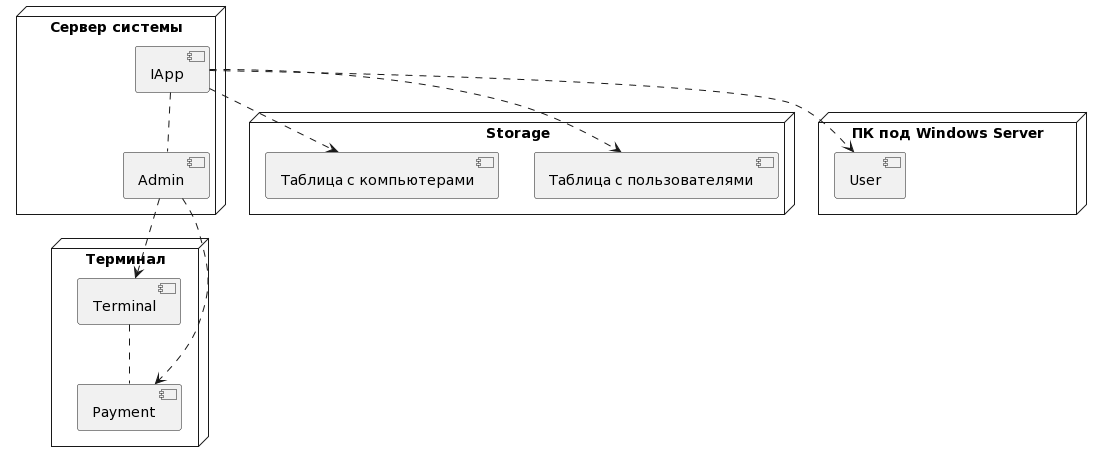 Сервер системы
IApp
Storage
ПК под Windows Server
Admin
Таблица с компьютерами
Таблица с пользователями
User
Терминал
Terminal
Payment